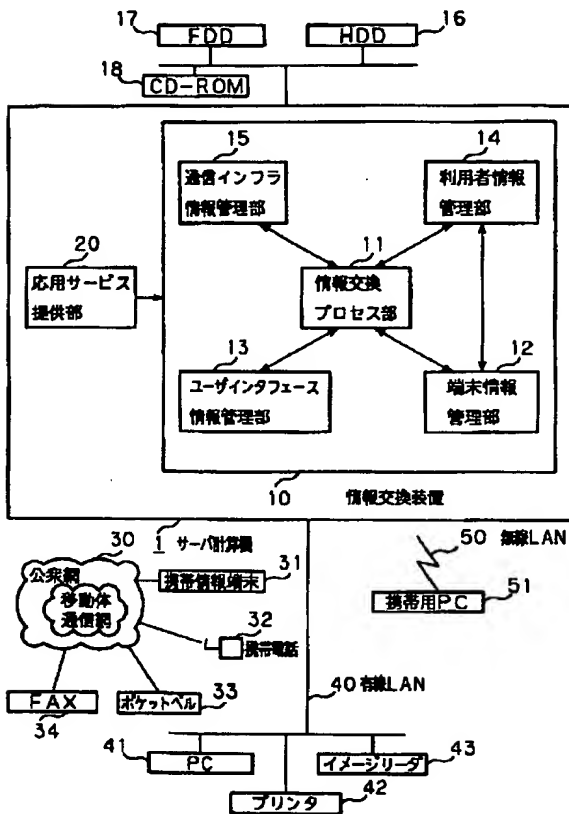 17
FDD
HDD
16
18
CD-ROM
15
通信インフラ
情報管理部
14
利用者情報
管理部
20
応用サービス
提供部
11
情報交換
プロセス部
13
ユーザインタフェース
情報管理部
12
端末情報
管理部
10
情報交換装置
1 サーバ計算機
30
公衆網
移動体
通信網
31
携帯情報端末
32
携帯電話
33
ポケットベル
FAX
34
50 無線LAN
51
携帯用PC
40 有線LAN
41
PC
43
イメージリーダ
42
プリンタ